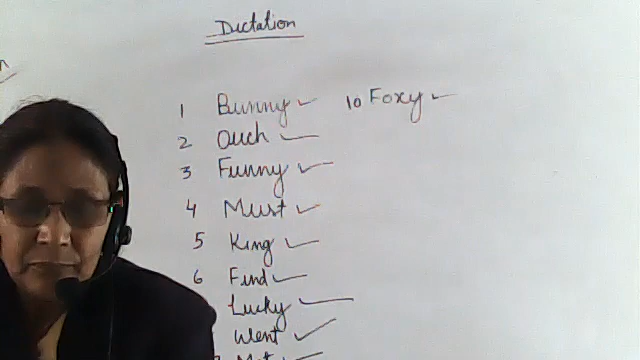 Dictation
1 Bunny 10 Foxy
2 Ouch
3 Funny
4 Must
5 King
6 Find
Lucky
Went